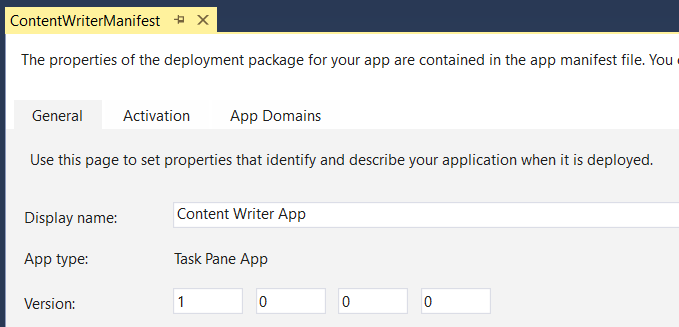 ContentWriterManifest
The properties of the deployment package for your app are contained in the app manifest file. You
General Activation App Domains
Use this page to set properties that identify and describe your application when it is deployed.
Display name: Content Writer App
App type: Task Pane App
Version: 1 0 0 0